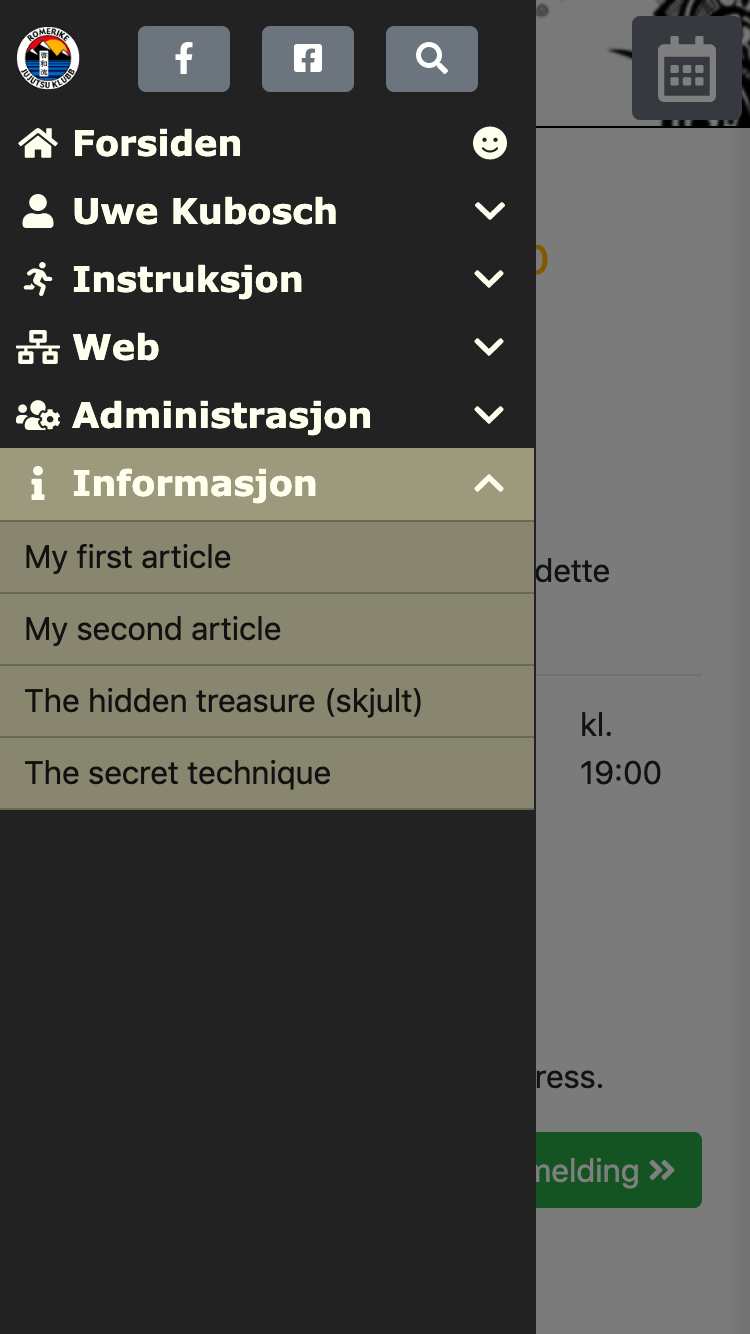 ROMERIKE
JUJUTSU KLUBB
Forsiden
Uwe Kubosch
Instruksjon
Web
Administrasjon
Informasjon
My first article
My second article
The hidden treasure (skjult)
The secret technique
dette
kl.
19:00
ress.
melding